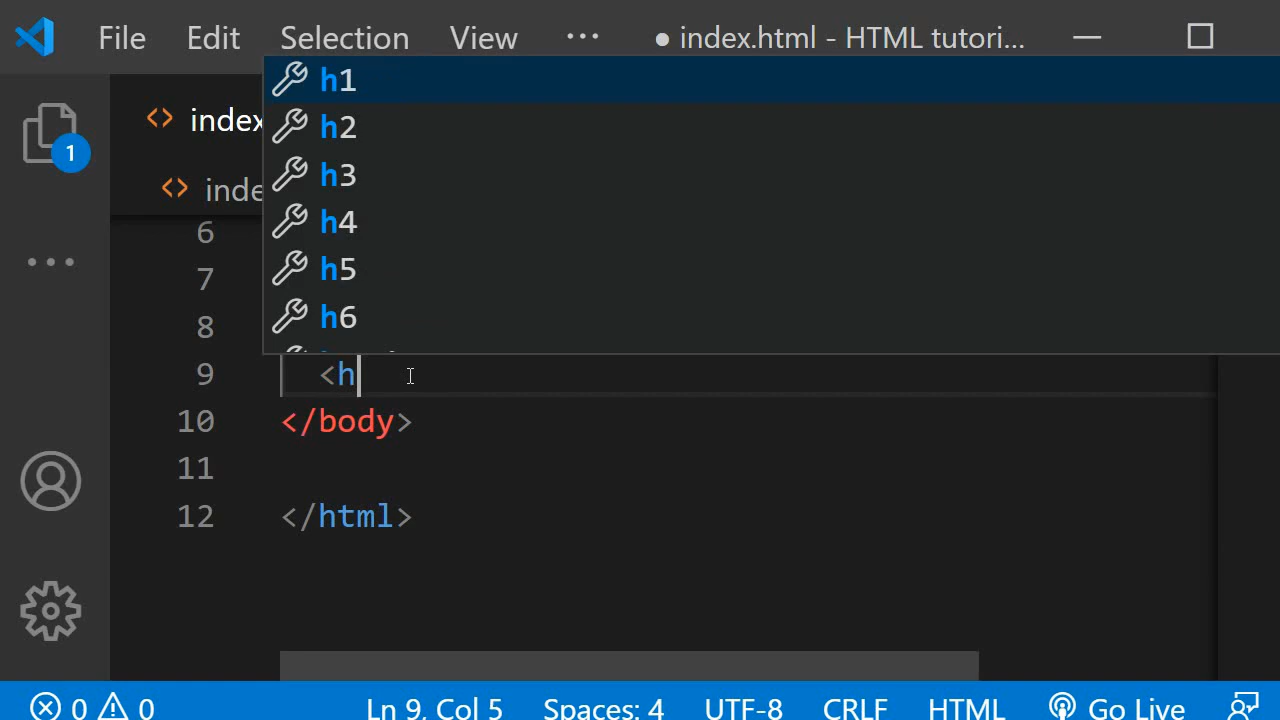 File Edit Selection View ··· ● index.html - HTML tutori...
h1
<> index
h2
1
h3
<> inde
h4
6
h5
7
h6
8
9 <h
10 </body>
11
12 </html>
0 0 Ln 9, Col 5 Spaces: 4 UTF-8 CRLF HTML Go Live